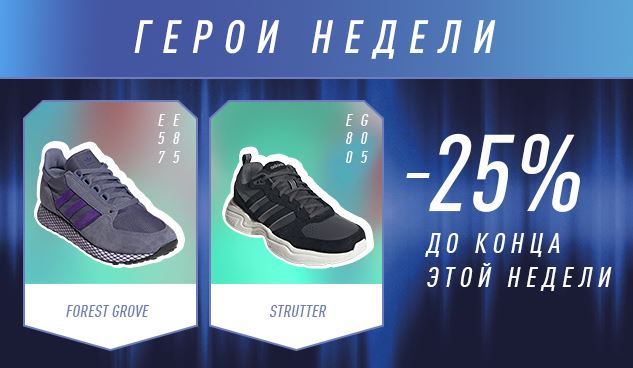 ГЕРОИ НЕДЕЛИ
EE
58
75
EG
80
05
-25%
ДО КОНЦА
ЭТОЙ НЕДЕЛИ
FOREST GROVE
STRUTTER